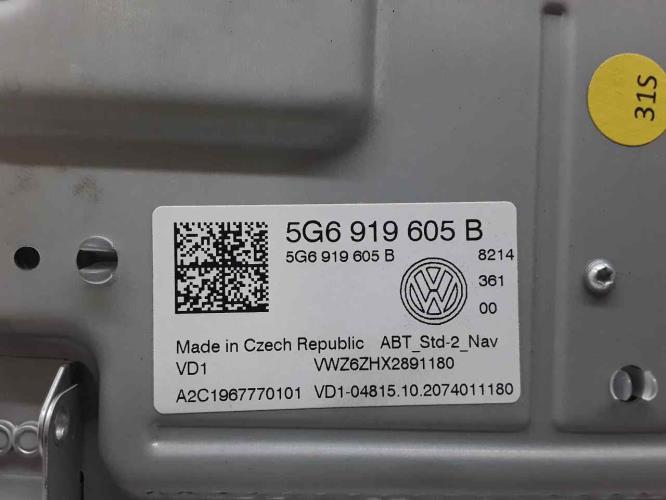 31S
5G6 919 605 B
5G6 919 605 B 8214
361
00
Made in Czech Republic ABT_Std-2_Nav
VD1 VWZ6ZHX2891180
A2C1967770101 VD1-04815.10.2074011180